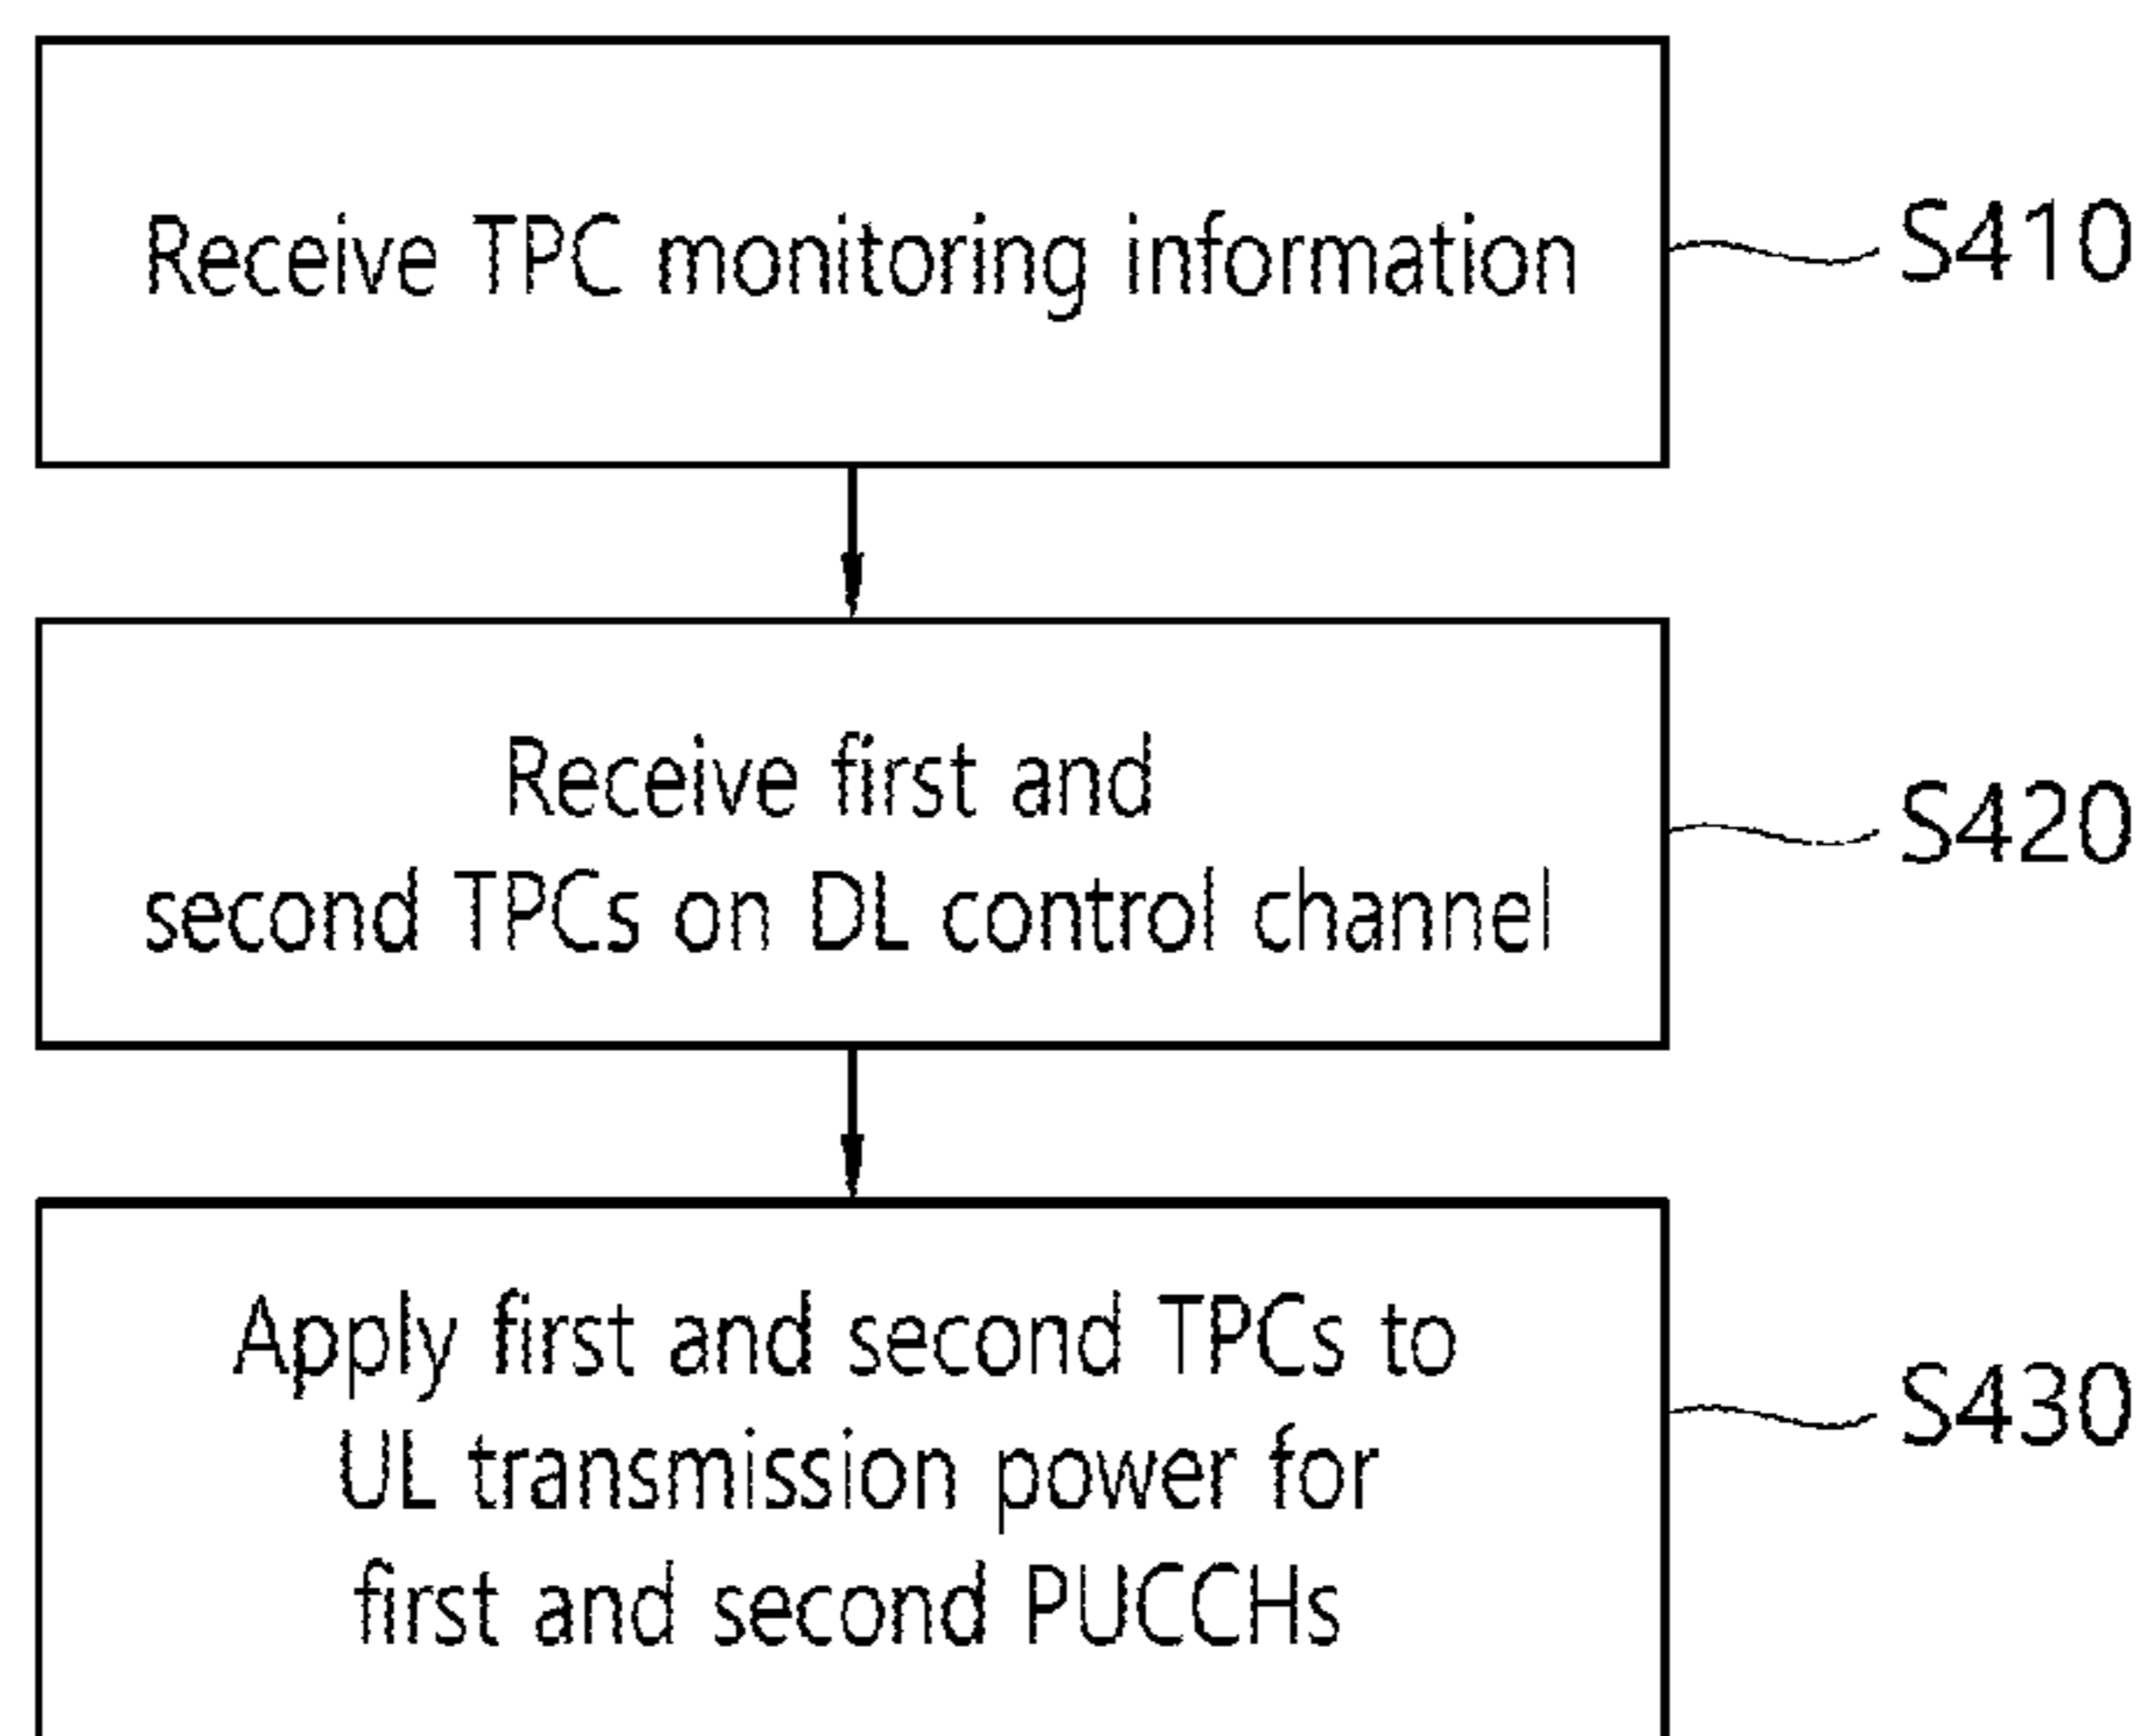 Receive TPC monitoring information
S410
Receive first and
second TPCs on DL control channel
S420
Apply first and second TPCs to
UL transmission power for
first and second PUCCHs
S430